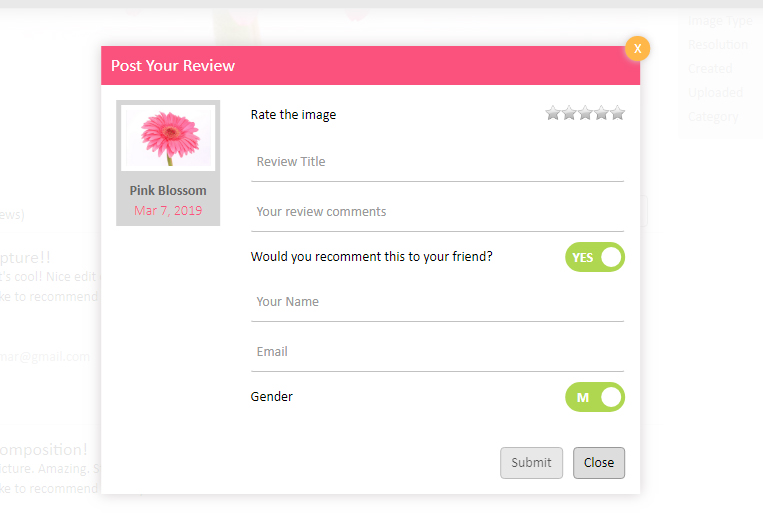 Image Type
Resolution
Created
Uploaded
Category
X
Post Your Review
Pink Blossom
Mar 7, 2019
Rate the image
Review Title
Your review comments
Would you recomment this to your friend?
YES
Your Name
Email
Gender
M
Submit
Close
ews)
pture!!
t's cool! Nice edit
ke to recommend
mar@gmail.com
omposition!
icture. Amazing. S
ke to recommend